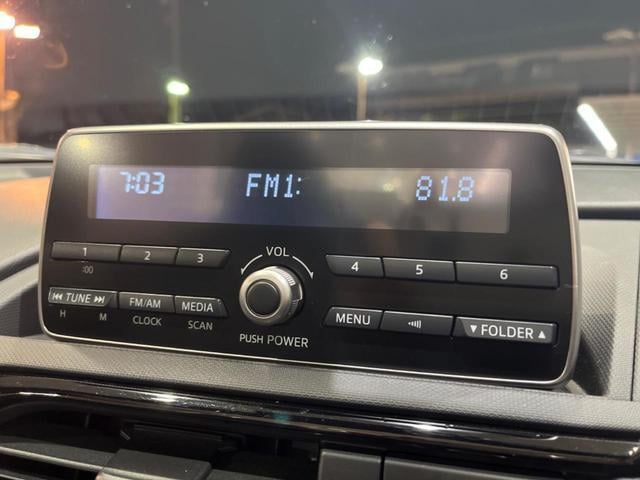 7:03 FM1: 81.8
VOL
1 2 3 4 5 6
:00
⏮ TUNE ⏭ FM/AM MEDIA MENU ▼ FOLDER ▲
H M CLOCK SCAN PUSH POWER